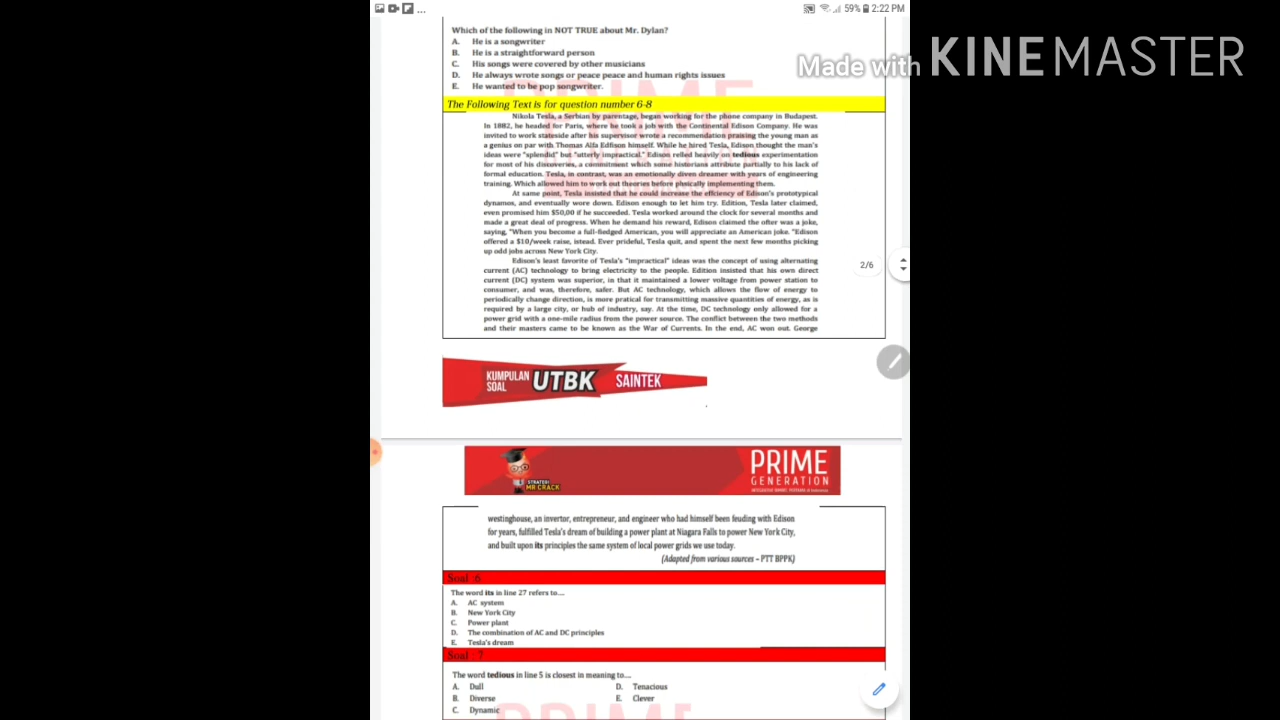 ... 59% 2:22 PM
Made with KINEMASTER
Which of the following in NOT TRUE about Mr. Dylan?
A. He is a songwriter
B. He is a straightforward person
C. His songs were covered by other musicians
D. He always wrote songs or peace peace and human rights issues
E. He wanted to be pop songwriter.
The Following Text is for question number 6-8
Nikola Tesla, a Serbian by parentage, began working for the phone company in Budapest.
In 1882, he headed for Paris, where he took a job with the Continental Edison Company. He was
invited to work stateside after his supervisor wrote a recommendation praising the young man as
a genius on par with Thomas Alfa Edfison himself. While he hired Tesla, Edison thought the man's
ideas were "splendid" but "utterly impractical." Edison relled heavily on tedious experimentation
for most of his discoveries, a commitment which some historians attribute partially to his lack of
formal education. Tesla, in contrast, was an emotionally diven dreamer with years of engineering
training. Which allowed him to work out theories before phsically implementing them.
At same point, Tesla insisted that he could increase the effciency of Edison's prototypical
dynamos, and eventually wore down. Edison enough to let him try. Edition, Tesla later claimed,
even promised him $50,00 if he succeeded. Tesla worked around the clock for several months and
made a great deal of progress. When he demand his reward, Edison claimed the ofter was a joke,
saying, "When you become a full-fledged American, you will appreciate an American joke. "Edison
offered a $10/week raise, istead. Ever prideful, Tesla quit, and spent the next few months picking
up odd jobs across New York City.
Edison's least favorite of Tesla's "impractical" ideas was the concept of using alternating
current (AC) technology to bring electricity to the people. Edition insisted that his own direct
current (DC) system was superior, in that it maintained a lower voltage from power station to
consumer, and was, therefore, safer. But AC technology, which allows the flow of energy to
periodically change direction, is more pratical for transmitting massive quantities of energy, as is
required by a large city, or hub of industry, say. At the time, DC technology only allowed for a
power grid with a one-mile radius from the power source. The conflict between the two methods
and their masters came to be known as the War of Currents. In the end, AC won out. George
2/6
KUMPULAN
SOAL UTBK SAINTEK
STRATEGI
MR.CRACK
PRIME
GENERATION
westinghouse, an invertor, entrepreneur, and engineer who had himself been feuding with Edison
for years, fulfilled Tesla's dream of building a power plant at Niagara Falls to power New York City,
and built upon its principles the same system of local power grids we use today.
(Adapted from various sources – PTT BPPK)
Soal :6
The word its in line 27 refers to....
A. AC system
B. New York City
C. Power plant
D. The combination of AC and DC principles
E. Tesla's dream
Soal : 7
The word tedious in line 5 is closest in meaning to....
A. Dull D. Tenacious
B. Diverse E. Clever
C. Dynamic